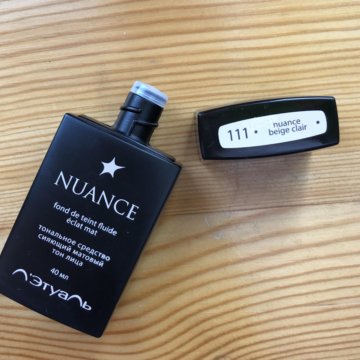 NUANCE
fond de teint fluide
éclat mat
тональное средство
сияющий матовый
тон лица
Л'ЭТУАЛЬ
40 мл
111 • nuance
beige clair